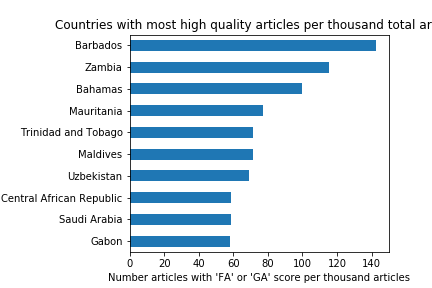 Countries with most high quality articles per thousand total ar
Barbados
Zambia
Bahamas
Mauritania
Trinidad and Tobago
Maldives
Uzbekistan
Central African Republic
Saudi Arabia
Gabon
0 20 40 60 80 100 120 140
Number articles with 'FA' or 'GA' score per thousand articles